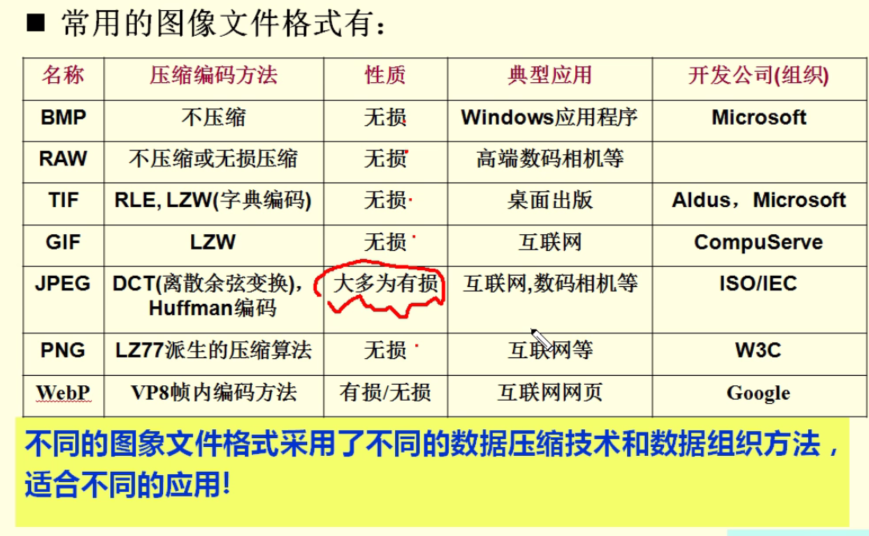 ■ 常用的图像文件格式有：
名称 压缩编码方法 性质 典型应用 开发公司(组织)
BMP 不压缩 无损 Windows应用程序 Microsoft
RAW 不压缩或无损压缩 无损 高端数码相机等
TIF RLE, LZW(字典编码) 无损 桌面出版 Aldus，Microsoft
GIF LZW 无损 互联网 CompuServe
JPEG DCT(离散余弦变换)， 大多为有损 互联网,数码相机等 ISO/IEC
Huffman编码
PNG LZ77派生的压缩算法 无损 互联网等 W3C
WebP VP8帧内编码方法 有损/无损 互联网网页 Google
不同的图象文件格式采用了不同的数据压缩技术和数据组织方法，
适合不同的应用!